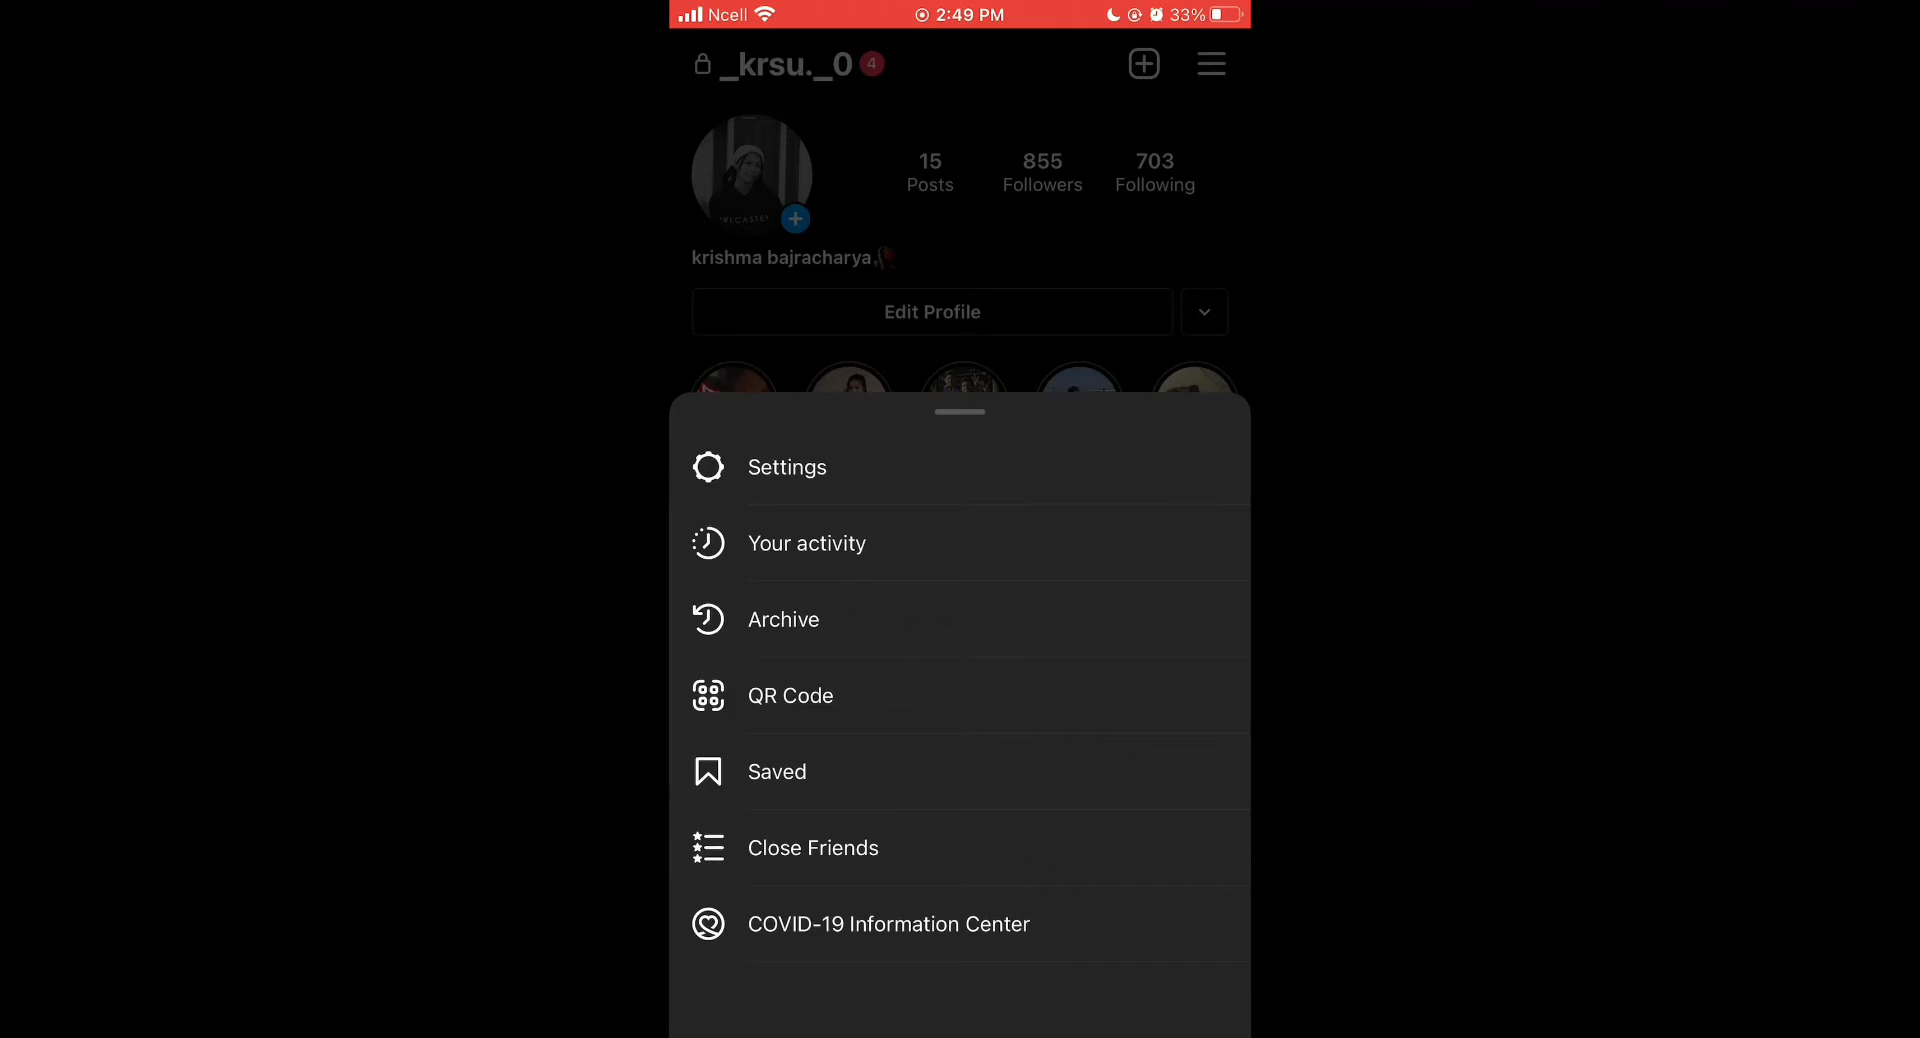 Ncell 2:49 PM 33%
_krsu._0 4
15 855 703
Posts Followers Following
krishma bajracharya
Edit Profile
Settings
Your activity
Archive
QR Code
Saved
Close Friends
COVID-19 Information Center